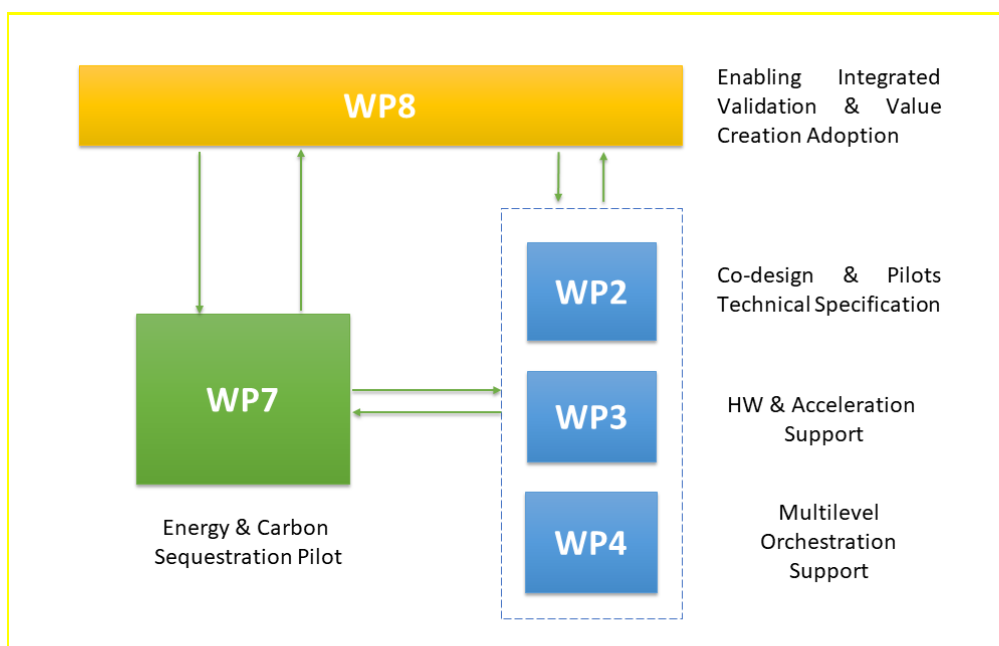 WP8
Enabling Integrated
Validation & Value
Creation Adoption
WP2
Co-design & Pilots
Technical Specification
WP7
WP3
HW & Acceleration
Support
Energy & Carbon
Sequestration Pilot
WP4
Multilevel
Orchestration
Support